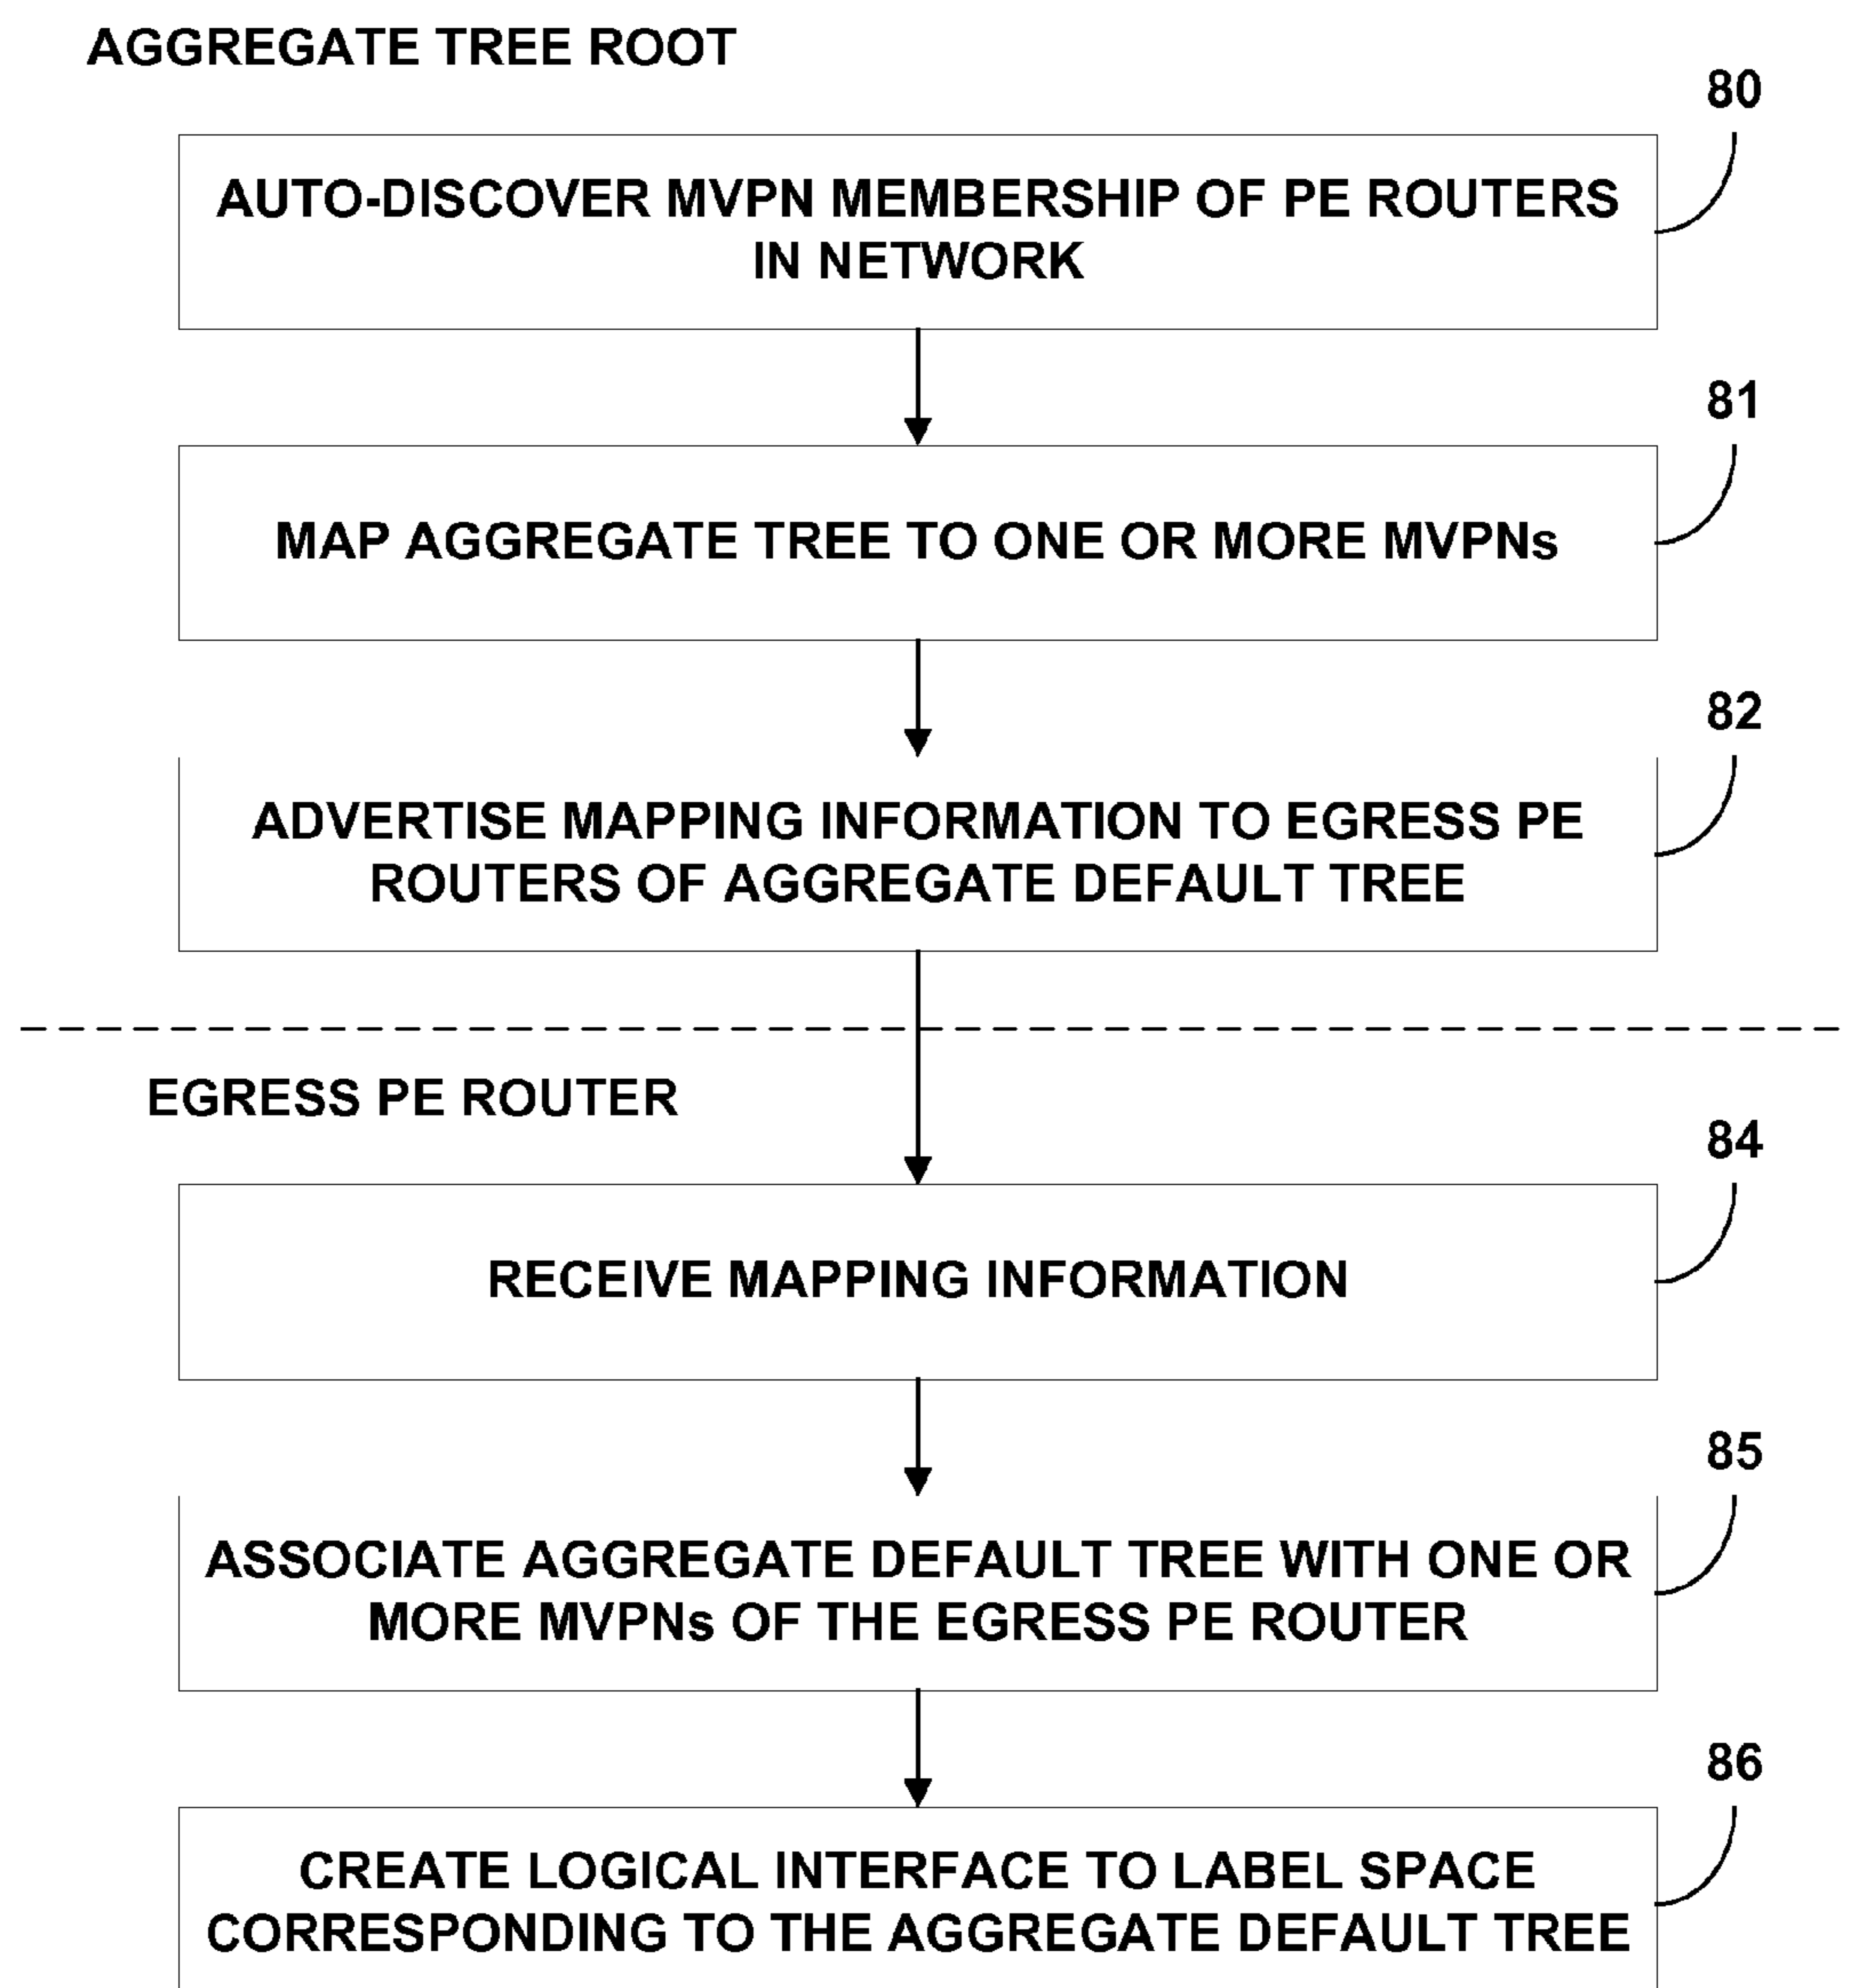 AGGREGATE TREE ROOT
80
AUTO-DISCOVER MVPN MEMBERSHIP OF PE ROUTERS
IN NETWORK
81
MAP AGGREGATE TREE TO ONE OR MORE MVPNs
82
ADVERTISE MAPPING INFORMATION TO EGRESS PE
ROUTERS OF AGGREGATE DEFAULT TREE
EGRESS PE ROUTER
84
RECEIVE MAPPING INFORMATION
85
ASSOCIATE AGGREGATE DEFAULT TREE WITH ONE OR
MORE MVPNs OF THE EGRESS PE ROUTER
86
CREATE LOGICAL INTERFACE TO LABEL SPACE
CORRESPONDING TO THE AGGREGATE DEFAULT TREE